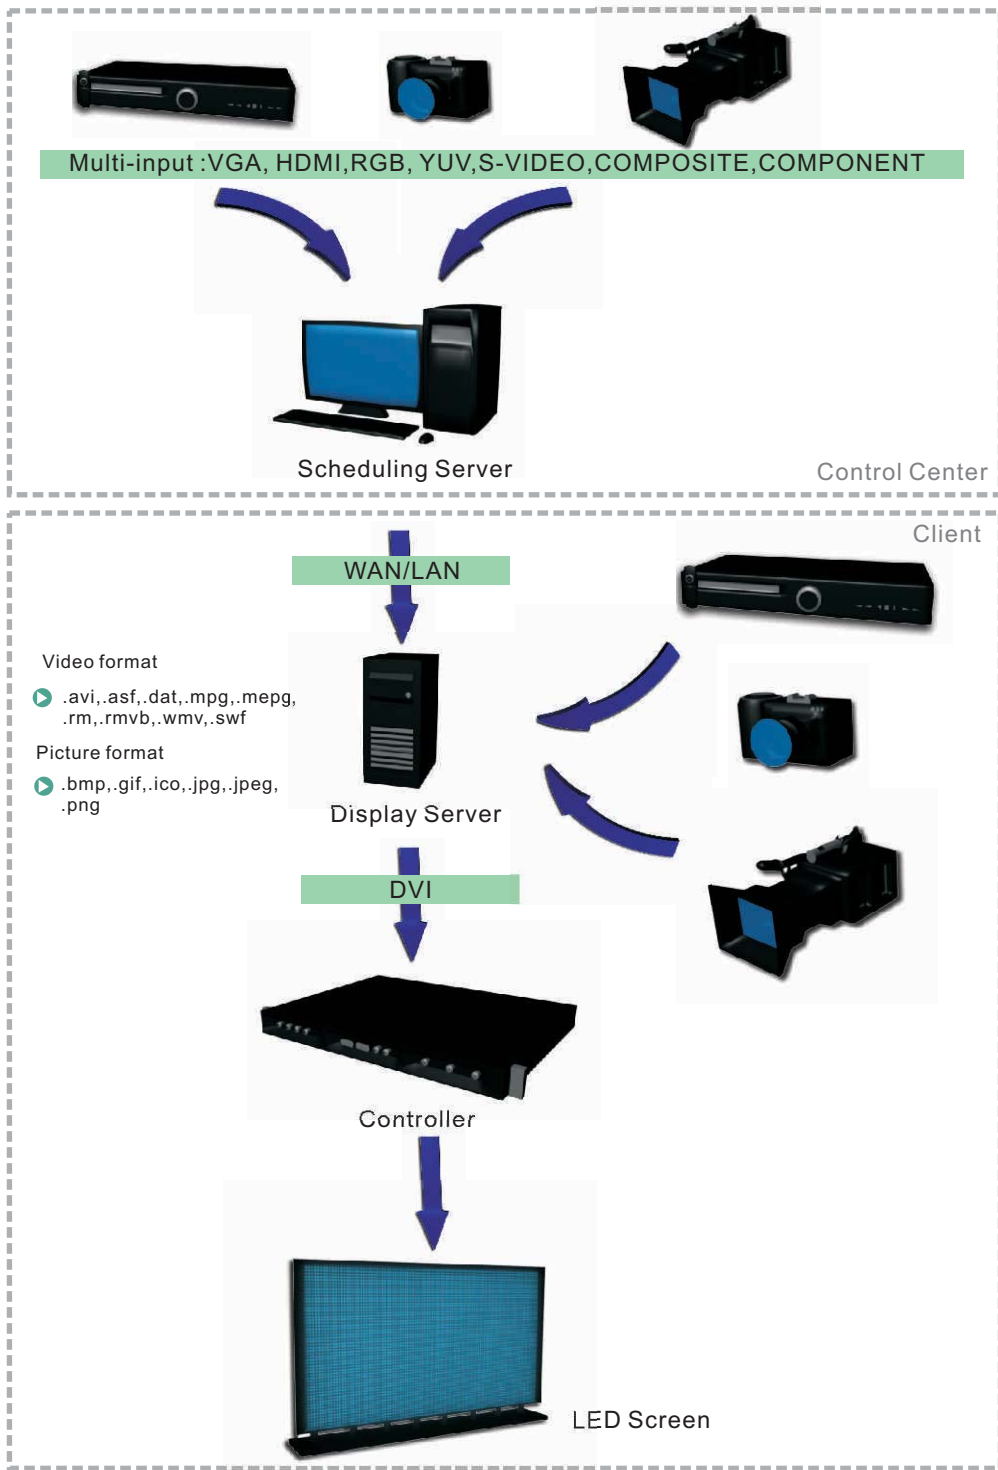 Multi-input :VGA, HDMI,RGB, YUV,S-VIDEO,COMPOSITE,COMPONENT
Scheduling Server
Control Center
Client
WAN/LAN
Video format
.avi,.asf,.dat,.mpg,.mepg,
.rm,.rmvb,.wmv,.swf
Picture format
.bmp,.gif,.ico,.jpg,.jpeg,
.png
Display Server
DVI
Controller
LED Screen